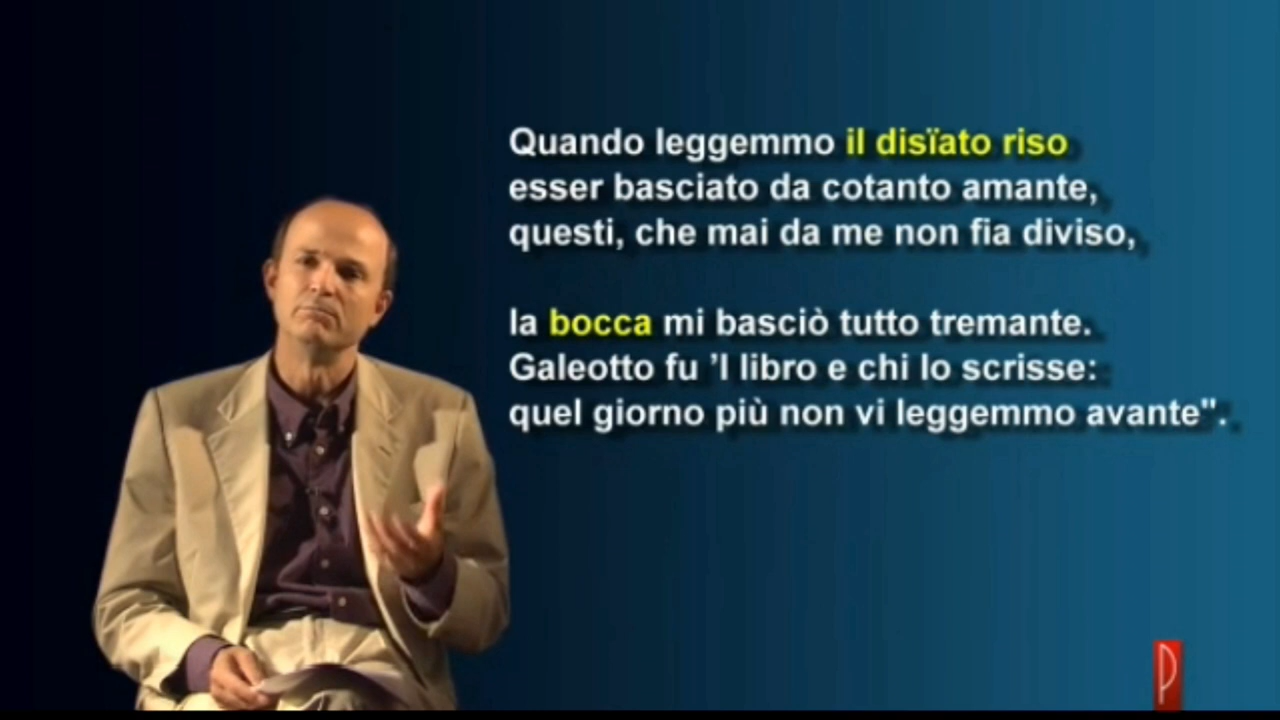 Quando leggemmo il disïato riso
esser basciato da cotanto amante,
questi, che mai da me non fia diviso,
la bocca mi basciò tutto tremante.
Galeotto fu ’l libro e chi lo scrisse:
quel giorno più non vi leggemmo avante".
P